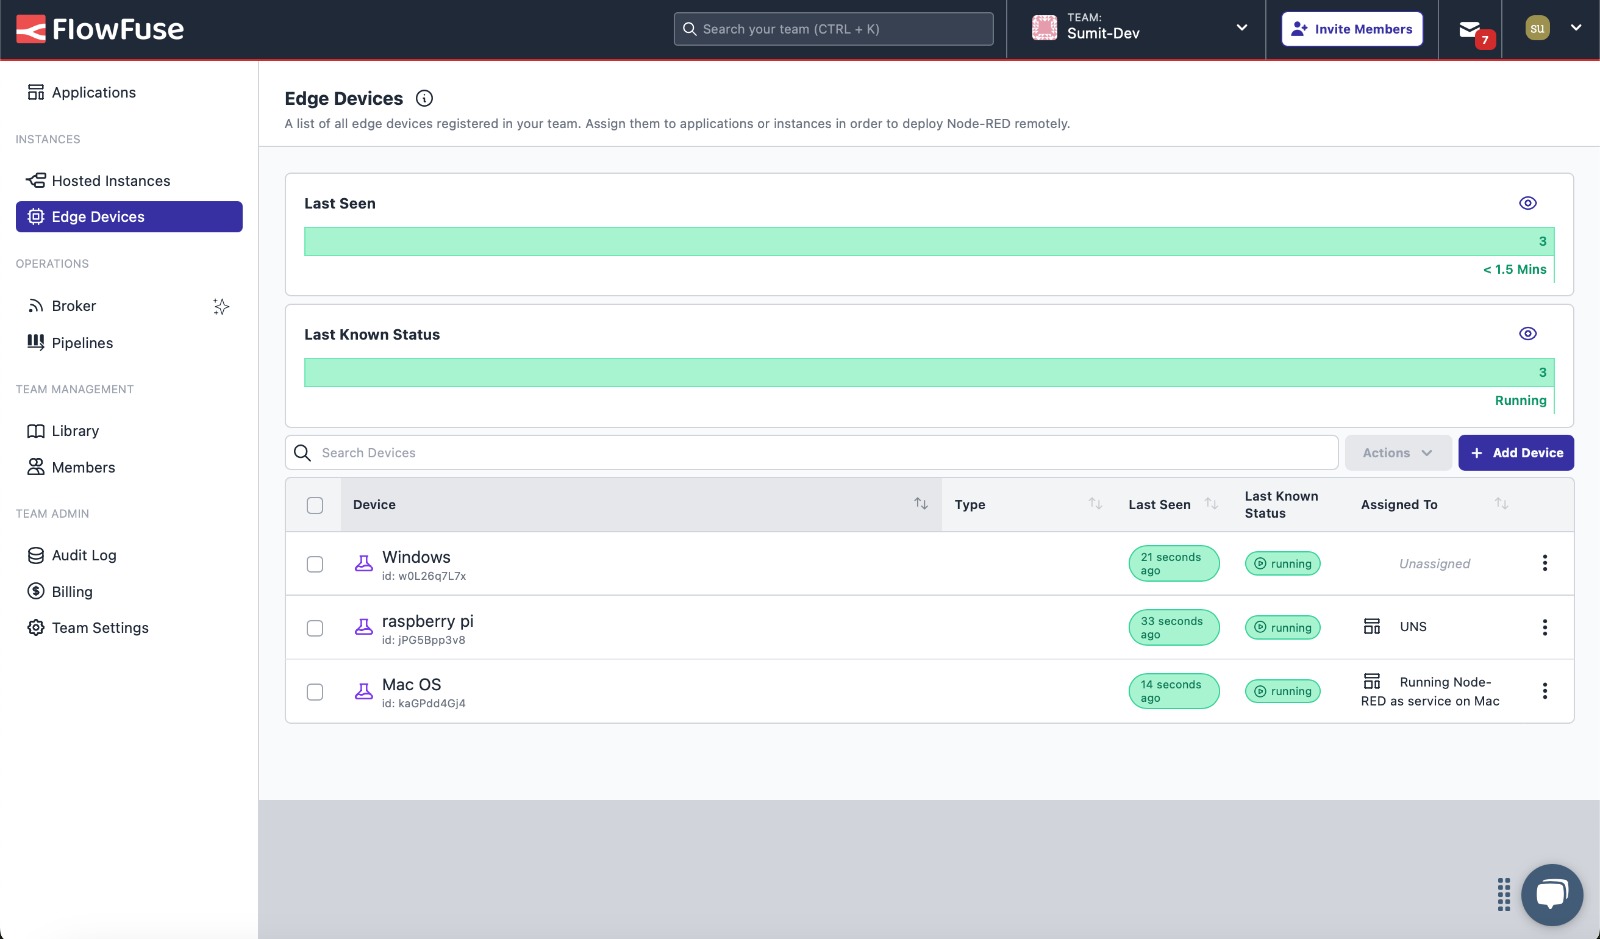 FlowFuse
Search your team (CTRL + K)
TEAM:
Sumit-Dev
Invite Members
7
SU
Applications
INSTANCES
Hosted Instances
Edge Devices
OPERATIONS
Broker
Pipelines
TEAM MANAGEMENT
Library
Members
TEAM ADMIN
Audit Log
Billing
Team Settings
Edge Devices
A list of all edge devices registered in your team. Assign them to applications or instances in order to deploy Node-RED remotely.
Last Seen
3
< 1.5 Mins
Last Known Status
3
Running
Search Devices
Actions
+ Add Device
Device
Type
Last Seen
Last Known
Status
Assigned To
Windows
id: w0L26q7L7x
21 seconds
ago
running
Unassigned
raspberry pi
id: jPG5Bpp3v8
33 seconds
ago
running
UNS
Mac OS
id: kaGPdd4Gj4
14 seconds
ago
running
Running Node-
RED as service on Mac